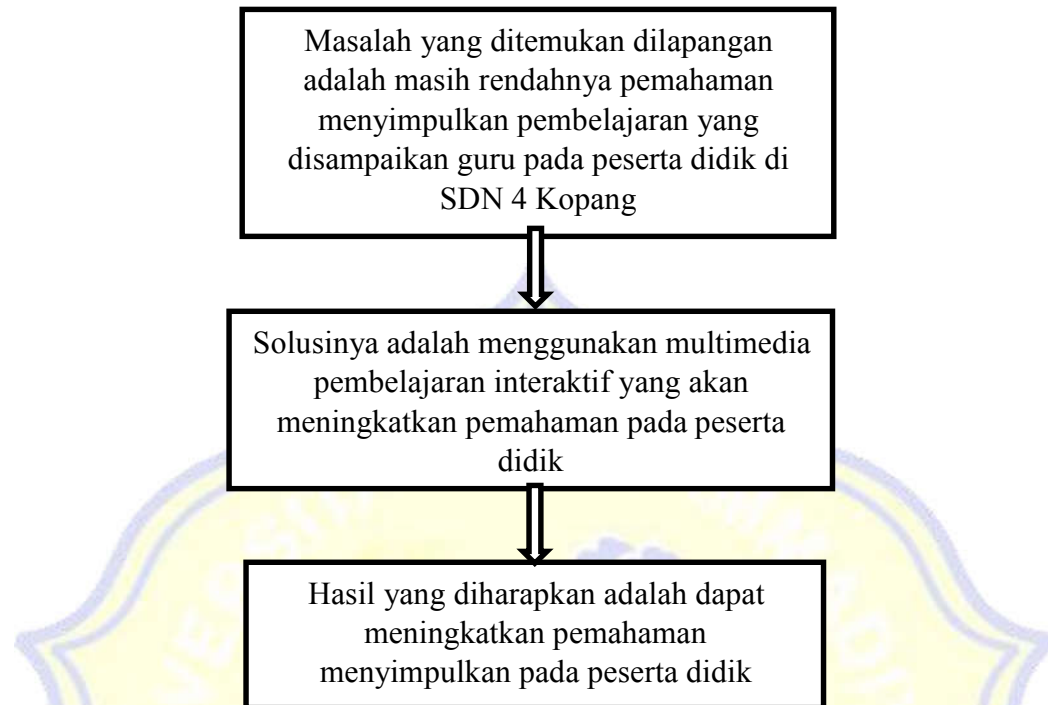 Masalah yang ditemukan dilapangan
adalah masih rendahnya pemahaman
menyimpulkan pembelajaran yang
disampaikan guru pada peserta didik di
SDN 4 Kopang
Solusinya adalah menggunakan multimedia
pembelajaran interaktif yang akan
meningkatkan pemahaman pada peserta
didik
Hasil yang diharapkan adalah dapat
meningkatkan pemahaman
menyimpulkan pada peserta didik